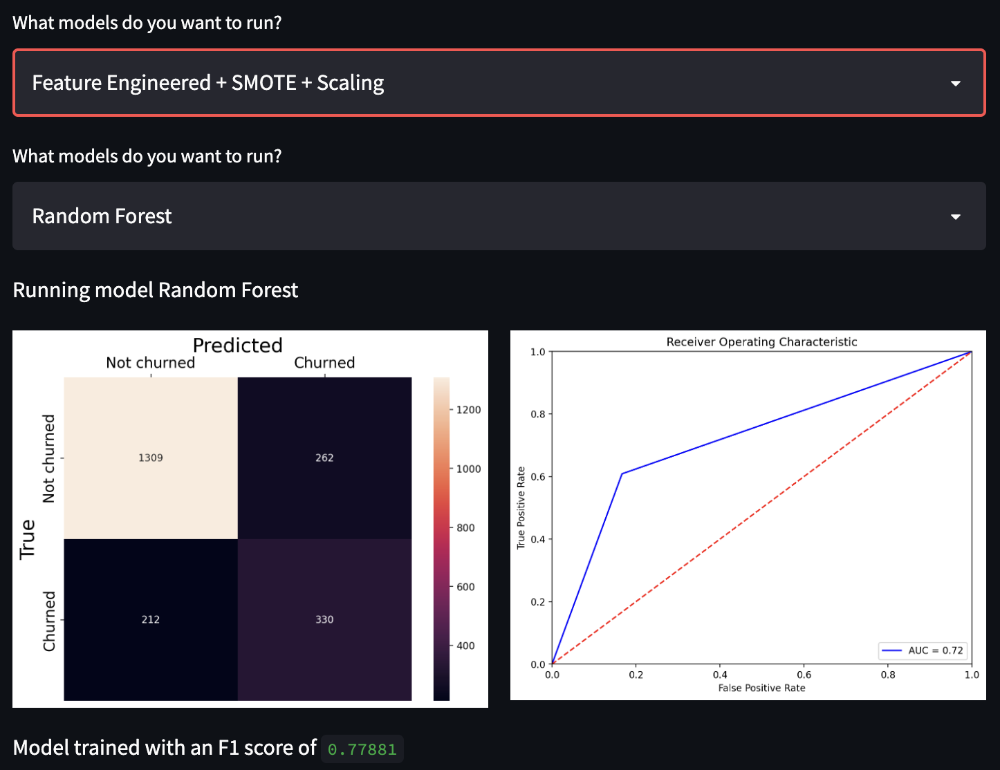 What models do you want to run?
Feature Engineered + SMOTE + Scaling
What models do you want to run?
Random Forest
Running model Random Forest
Predicted
Not churned Churned
True
Not churned
Churned
1309 262
212 330
1200
1000
800
600
400
Receiver Operating Characteristic
True Positive Rate
1.0
0.8
0.6
0.4
0.2
0.0
0.0 0.2 0.4 0.6 0.8 1.0
False Positive Rate
AUC = 0.72
Model trained with an F1 score of 0.77881